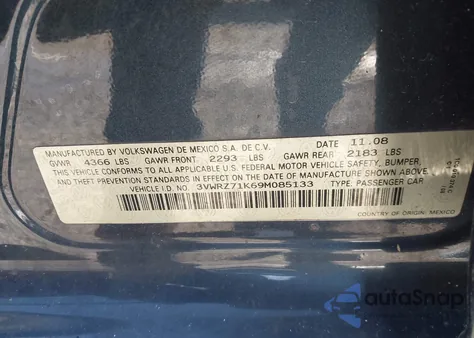 MANUFACTURED BY VOLKSWAGEN DE MEXICO S.A. DE C.V. DATE 11.08
GVWR 4366 LBS GAWR FRONT 2293 LBS GAWR REAR 2183 LBS
THIS VEHICLE CONFORMS TO ALL APPLICABLE U.S. FEDERAL MOTOR VEHICLE SAFETY, BUMPER,
AND THEFT PREVENTION STANDARDS IN EFFECT ON THE DATE OF MANUFACTURE SHOWN ABOVE.
VEHICLE I.D. NO.: 3VWRZ71K69M085133 TYPE: PASSENGER CAR
COUNTRY OF ORIGIN: MEXICO
autoSnap